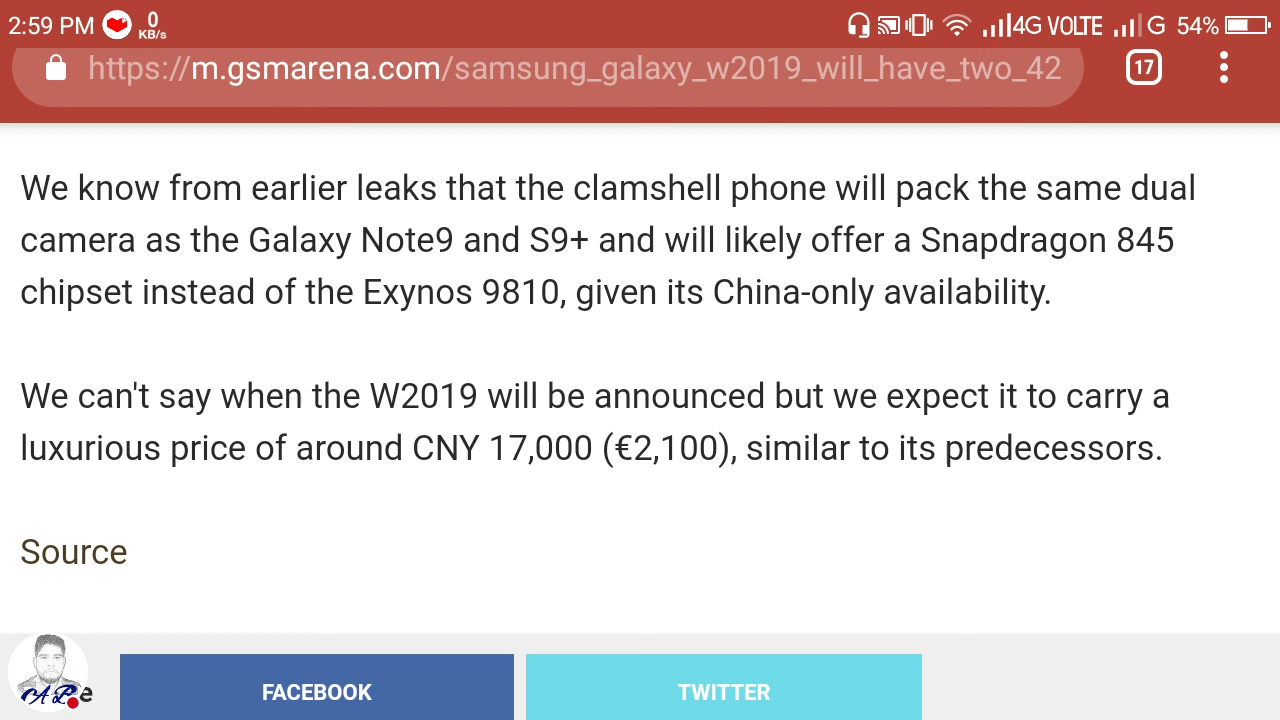 2:59 PM 0 KB/s 4G VOLTE G 54%
https://m.gsmarena.com/samsung_galaxy_w2019_will_have_two_42 17
We know from earlier leaks that the clamshell phone will pack the same dual
camera as the Galaxy Note9 and S9+ and will likely offer a Snapdragon 845
chipset instead of the Exynos 9810, given its China-only availability.
We can't say when the W2019 will be announced but we expect it to carry a
luxurious price of around CNY 17,000 (€2,100), similar to its predecessors.
Source
FACEBOOK TWITTER